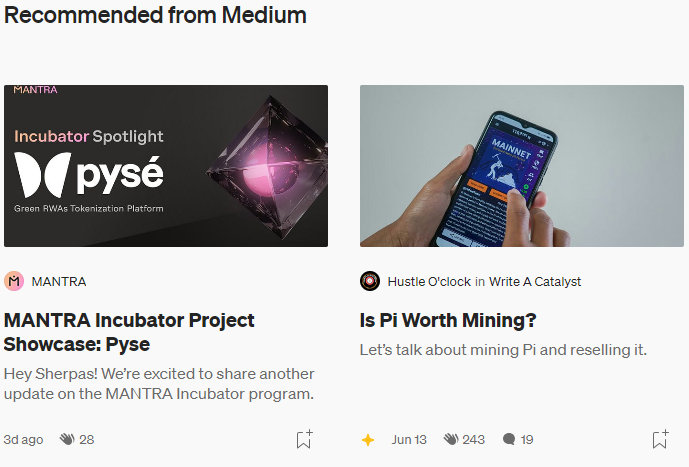 Recommended from Medium
MANTRA
Incubator Spotlight
pysé
Green RWAs Tokenization Platform
MAINNET
MANTRA
MANTRA Incubator Project
Showcase: Pyse
Hey Sherpas! We’re excited to share another
update on the MANTRA Incubator program.
3d ago
28
Hustle O'clock in Write A Catalyst
Is Pi Worth Mining?
Let’s talk about mining Pi and reselling it.
Jun 13
243
19